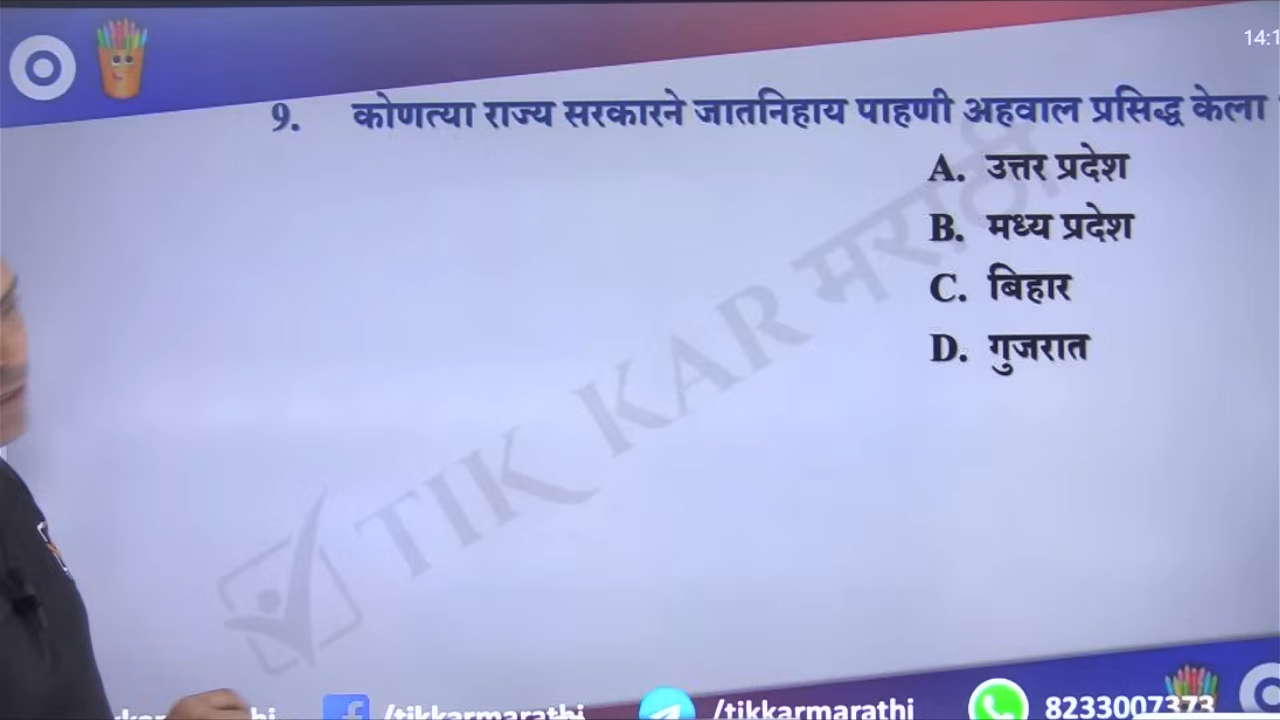 14:1
9. कोणत्या राज्य सरकारने जातनिहाय पाहणी अहवाल प्रसिद्ध केला
A. उत्तर प्रदेश
B. मध्य प्रदेश
C. बिहार
D. गुजरात
TIK KAR मराठी
/tikkarmarathi
/tikkarmarathi
8233007373